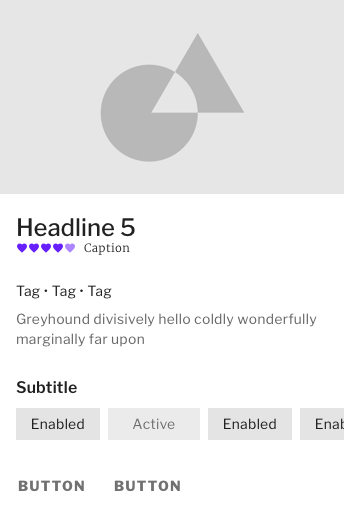 Headline 5
Caption
Tag • Tag • Tag
Greyhound divisively hello coldly wonderfully
marginally far upon
Subtitle
Enabled Active Enabled Enab
BUTTON BUTTON